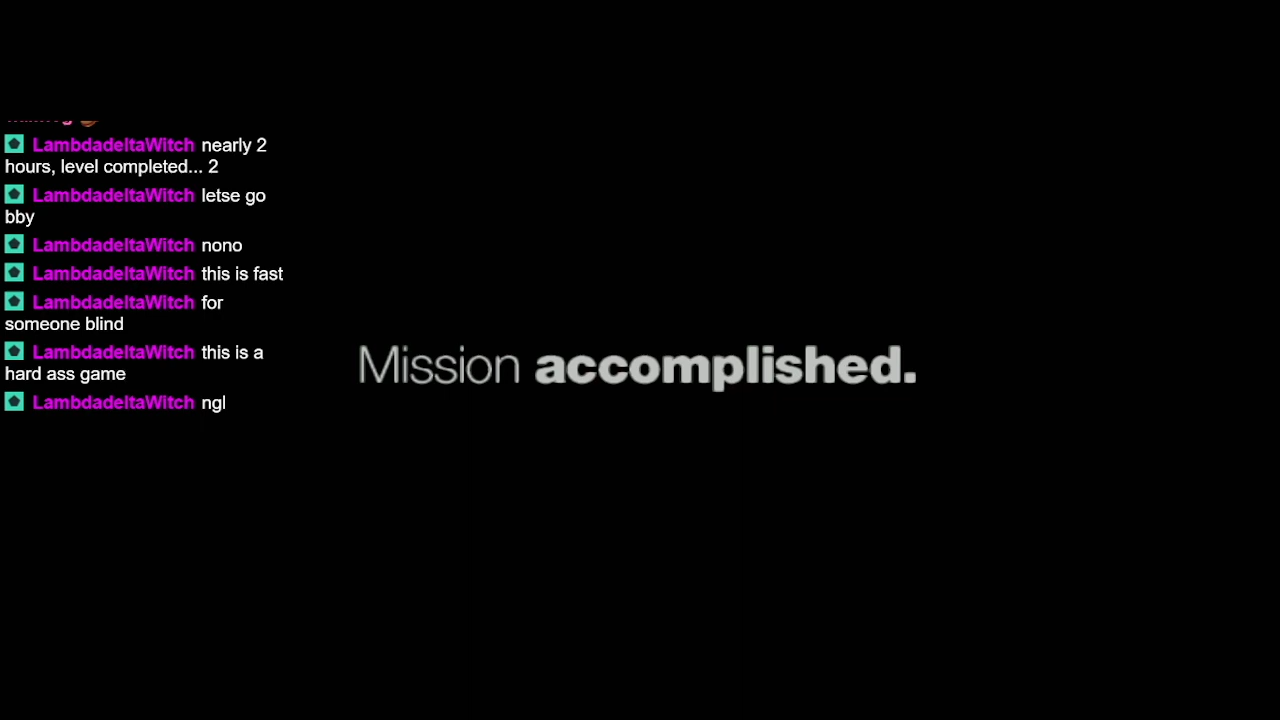 LambdadeltaWitch nearly 2
hours, level completed... 2
LambdadeltaWitch letse go
bby
LambdadeltaWitch nono
LambdadeltaWitch this is fast
LambdadeltaWitch for
someone blind
LambdadeltaWitch this is a
hard ass game
LambdadeltaWitch ngl
Mission accomplished.